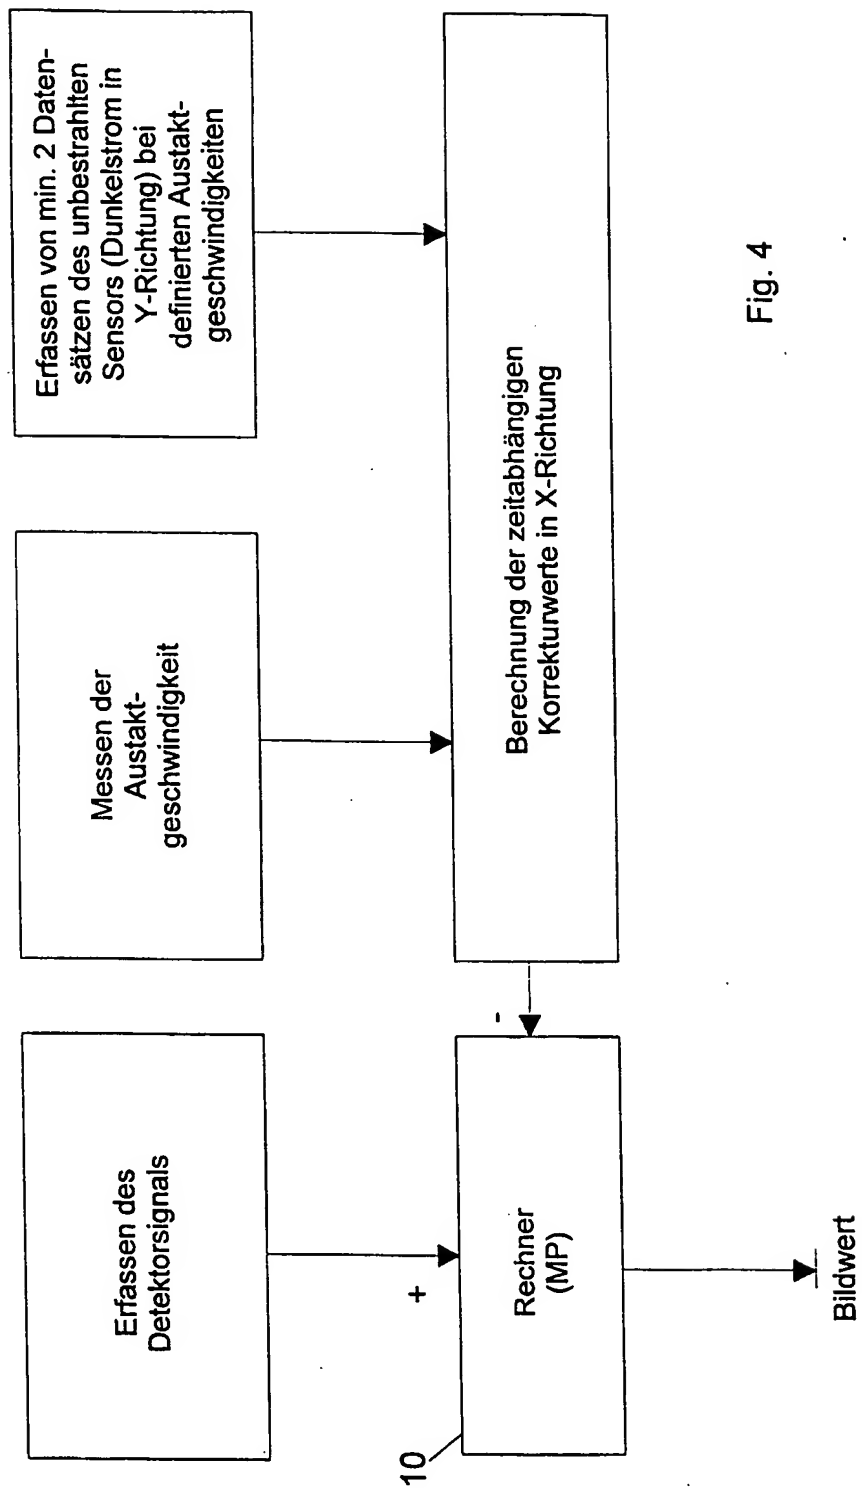 Erfassen des
Detektorsignals
Messen der
Austakt-
geschwindigkeit
Erfassen von min. 2 Daten-
sätzen des unbestrahlten
Sensors (Dunkelstrom in
Y-Richtung) bei
definierten Austakt-
geschwindigkeiten
+
-
10
Rechner
(MP)
Berechnung der zeitabhängigen
Korrekturwerte in X-Richtung
Bildwert
Fig. 4